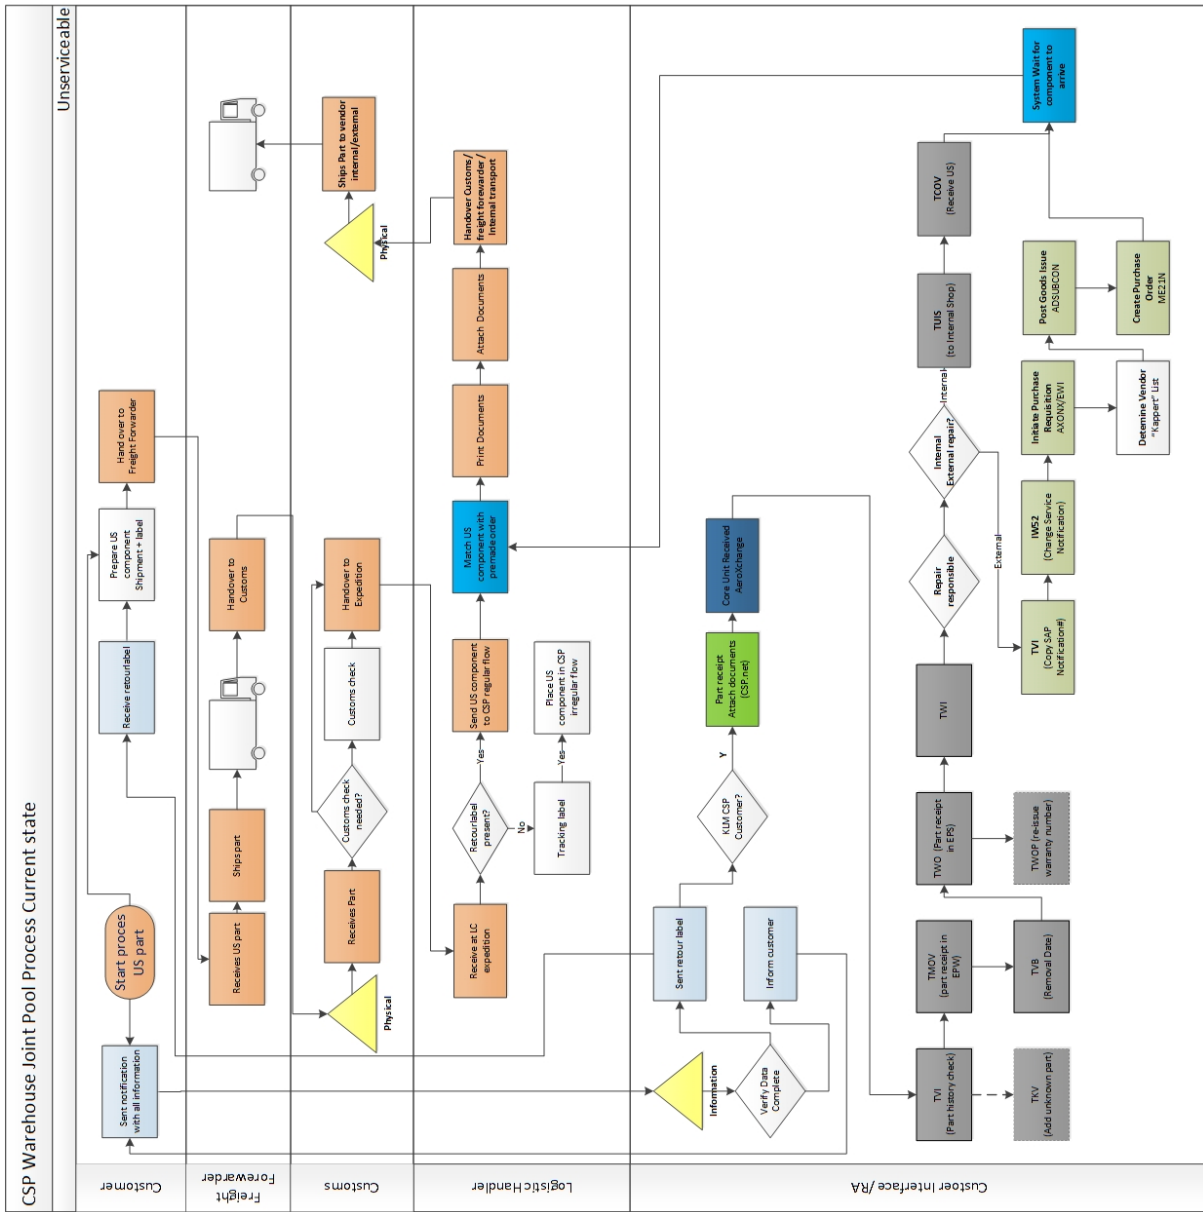 CSP Warehouse Joint Pool Process Current state
Unserviceable
Customer
Start proces
US part
Sent notification
with all information
Receive retourlabel
Prepare US
component
Shipment + label
Hand over to
Freight Forwarder
Freight
Forewarder
Receives US part
Ships part
Handover to
Customs
Customs
Physical
Receives Part
Customs check
needed?
Customs check
Handover to
Expedition
Physical
Ships Part to vendor
internal/external
Logistic Handler
Receive at LC
expedition
Retourlabel
present?
Yes
No
Send US component
to CSP regular flow
Tracking label
Yes
Place US
component in CSP
irregular flow
Match US
component with
premade order
Print Documents
Attach Documents
Handover Customs/
freight forewarder/
Internal transport
Custoer Interface /RA
Information
Verify Data
Complete
Sent retour label
Inform customer
KLM CSP
Customer?
Y
Part receipt
Attach documents
(CSP.net)
Core Unit Received
AeroXchange
TVI
(Part history check)
TKV
(Add unknown part)
TMOV
(part receipt in
EPW)
TVB
(Removal Date)
TWO (Part receipt
in EPS)
TWOP (re-issue
warranty number)
TWI
Repair
responsible
Internal
External repair?
Internal
External
TUIS
(to Internal Shop)
TCOV
(Receive US)
TVI
(Copy SAP
Notification#)
IW52
(Change Service
Notification)
Initiate Purchase
Requisition
AXONX/EWI
Detemine Vendor
"Kappert" List
Post Goods Issue
ADSUBCON
Create Purchase
Order
ME21N
System Wait for
component to
arrive